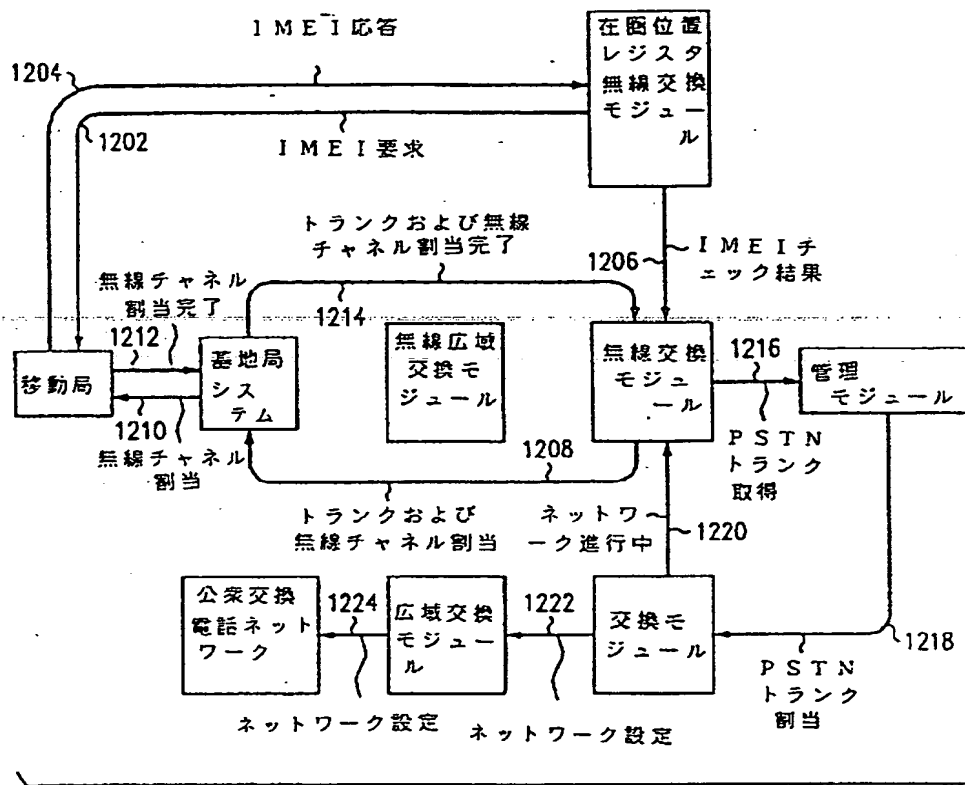 IMEI応答
1204
1202
IMEI要求
在圏位置
レジスタ
無線交換
モジュー
ル
トランクおよび無線
チャネル割当完了
1214
1206
IMEIチ
ェック結果
無線チャネル
割当完了
1212
移動局
1210
無線チャネル
割当
基地局
シス
テム
無線広域
交換モ
ジュール
無線交換
モジュ
ール
1216
PSTN
トランク
取得
管理
モジュール
1208
トランクおよび
無線チャネル割当
ネットワ
ーク進行中
1220
公衆交換
電話ネット
ワーク
1224
広域交換
モジュー
ル
1222
交換モ
ジュール
1218
PSTN
トランク
割当
ネットワーク設定
ネットワーク設定